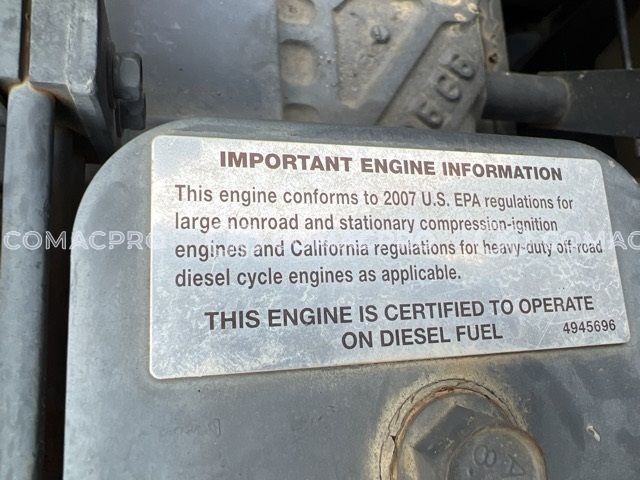 IMPORTANT ENGINE INFORMATION
This engine conforms to 2007 U.S. EPA regulations for
large nonroad and stationary compression-ignition
engines and California regulations for heavy-duty off-road
diesel cycle engines as applicable.
THIS ENGINE IS CERTIFIED TO OPERATE
ON DIESEL FUEL
4945696
COMACPRO